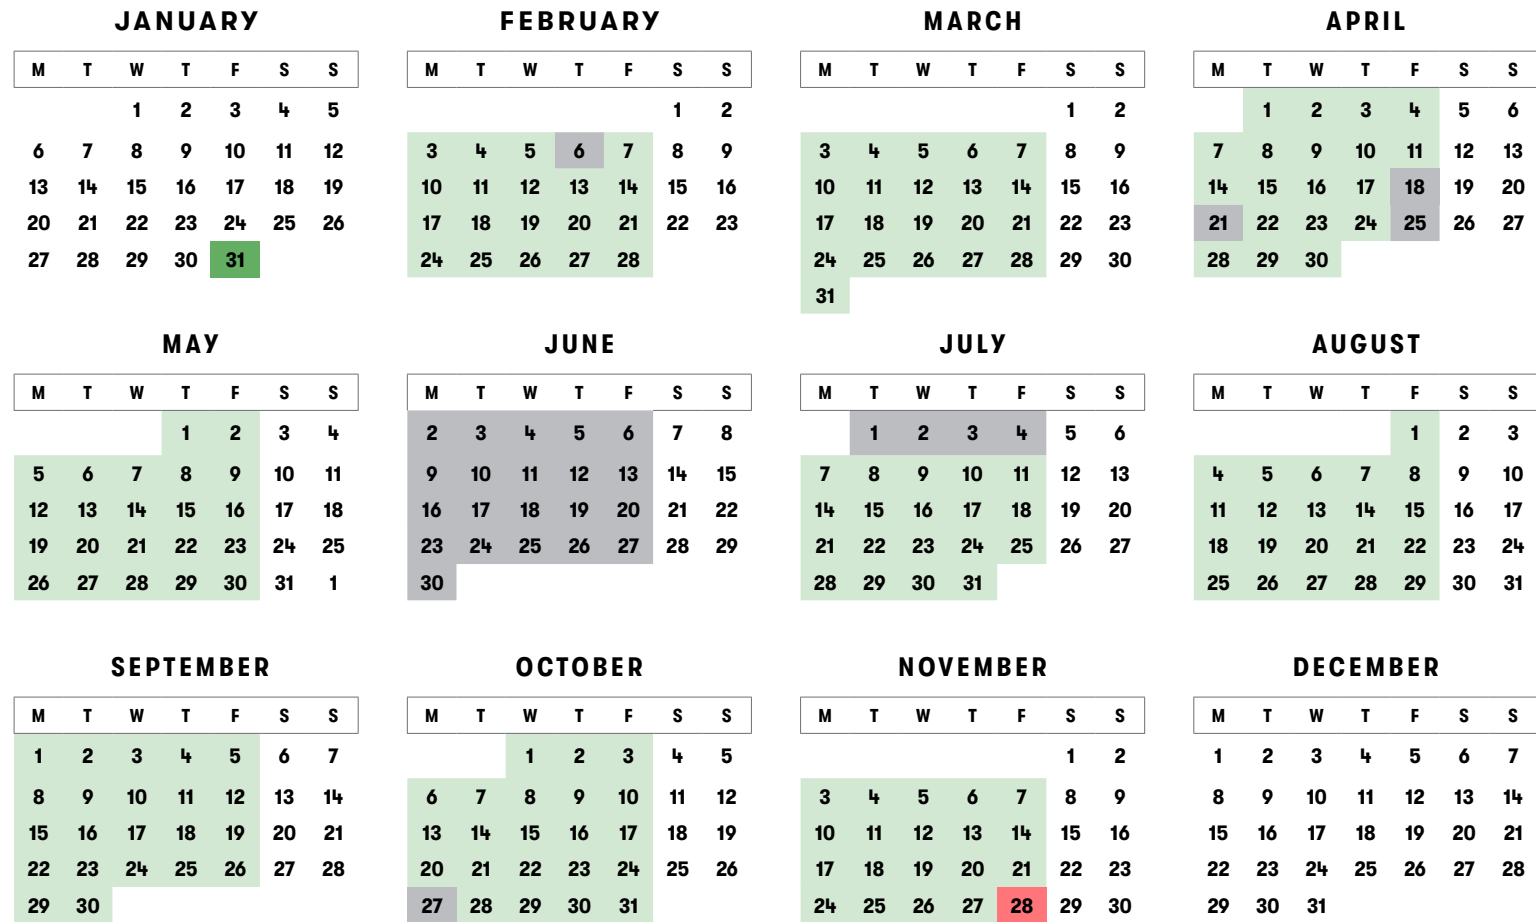 JANUARY FEBRUARY MARCH APRIL
M T W T F S S M T W T F S S M T W T F S S M T W T F S S
1 2 3 4 5 1 2 1 2 1 2 3 4 5 6
6 7 8 9 10 11 12 3 4 5 6 7 8 9 3 4 5 6 7 8 9 7 8 9 10 11 12 13
13 14 15 16 17 18 19 10 11 12 13 14 15 16 10 11 12 13 14 15 16 14 15 16 17 18 19 20
20 21 22 23 24 25 26 17 18 19 20 21 22 23 17 18 19 20 21 22 23 21 22 23 24 25 26 27
27 28 29 30 31 24 25 26 27 28 24 25 26 27 28 29 30 28 29 30
31
MAY JUNE JULY AUGUST
M T W T F S S M T W T F S S M T W T F S S M T W T F S S
1 2 3 4 2 3 4 5 6 7 8 1 2 3 4 5 6 1 2 3
5 6 7 8 9 10 11 9 10 11 12 13 14 15 7 8 9 10 11 12 13 4 5 6 7 8 9 10
12 13 14 15 16 17 18 16 17 18 19 20 21 22 14 15 16 17 18 19 20 11 12 13 14 15 16 17
19 20 21 22 23 24 25 23 24 25 26 27 28 29 21 22 23 24 25 26 27 18 19 20 21 22 23 24
26 27 28 29 30 31 1 30 28 29 30 31 25 26 27 28 29 30 31
SEPTEMBER OCTOBER NOVEMBER DECEMBER
M T W T F S S M T W T F S S M T W T F S S M T W T F S S
1 2 3 4 5 6 7 1 2 3 4 5 1 2 1 2 3 4 5 6 7
8 9 10 11 12 13 14 6 7 8 9 10 11 12 3 4 5 6 7 8 9 8 9 10 11 12 13 14
15 16 17 18 19 20 21 13 14 15 16 17 18 19 10 11 12 13 14 15 16 15 16 17 18 19 20 21
22 23 24 25 26 27 28 20 21 22 23 24 25 26 17 18 19 20 21 22 23 22 23 24 25 26 27 28
29 30 27 28 29 30 31 24 25 26 27 28 29 30 29 30 31